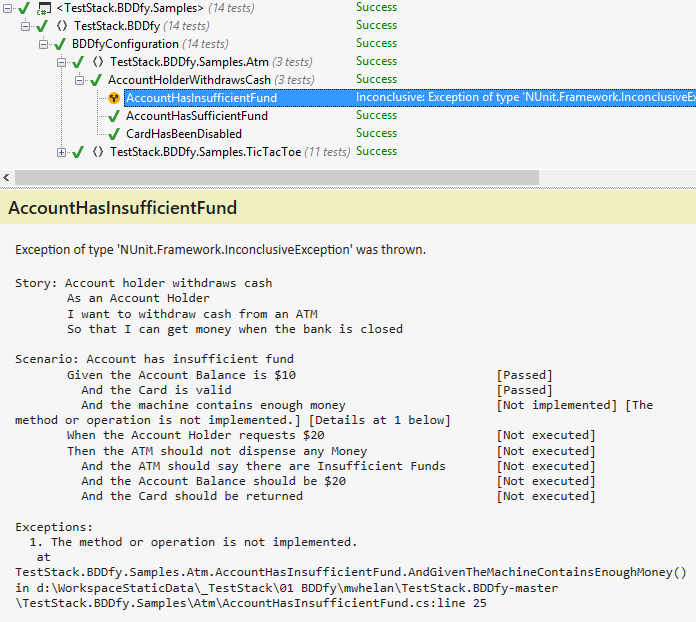 <TestStack.BDDfy.Samples> (14 tests) Success
TestStack.BDDfy (14 tests) Success
BDDfyConfiguration (14 tests) Success
TestStack.BDDfy.Samples.Atm (3 tests) Success
AccountHolderWithdrawsCash (3 tests) Success
AccountHasInsufficientFund Inconclusive: Exception of type 'NUnit.Framework.InconclusiveEx
AccountHasSufficientFund Success
CardHasBeenDisabled Success
TestStack.BDDfy.Samples.TicTacToe (11 tests) Success
AccountHasInsufficientFund
Exception of type 'NUnit.Framework.InconclusiveException' was thrown.
Story: Account holder withdraws cash
As an Account Holder
I want to withdraw cash from an ATM
So that I can get money when the bank is closed
Scenario: Account has insufficient fund
Given the Account Balance is $10 [Passed]
And the Card is valid [Passed]
And the machine contains enough money [Not implemented] [The
method or operation is not implemented.] [Details at 1 below]
When the Account Holder requests $20 [Not executed]
Then the ATM should not dispense any Money [Not executed]
And the ATM should say there are Insufficient Funds [Not executed]
And the Account Balance should be $20 [Not executed]
And the Card should be returned [Not executed]
Exceptions:
1. The method or operation is not implemented.
at
TestStack.BDDfy.Samples.Atm.AccountHasInsufficientFund.AndGivenTheMachineContainsEnoughMoney()
in d:\WorkspaceStaticData\_TestStack\01 BDDfy\mwhelan\TestStack.BDDfy-master
\TestStack.BDDfy.Samples\Atm\AccountHasInsufficientFund.cs:line 25